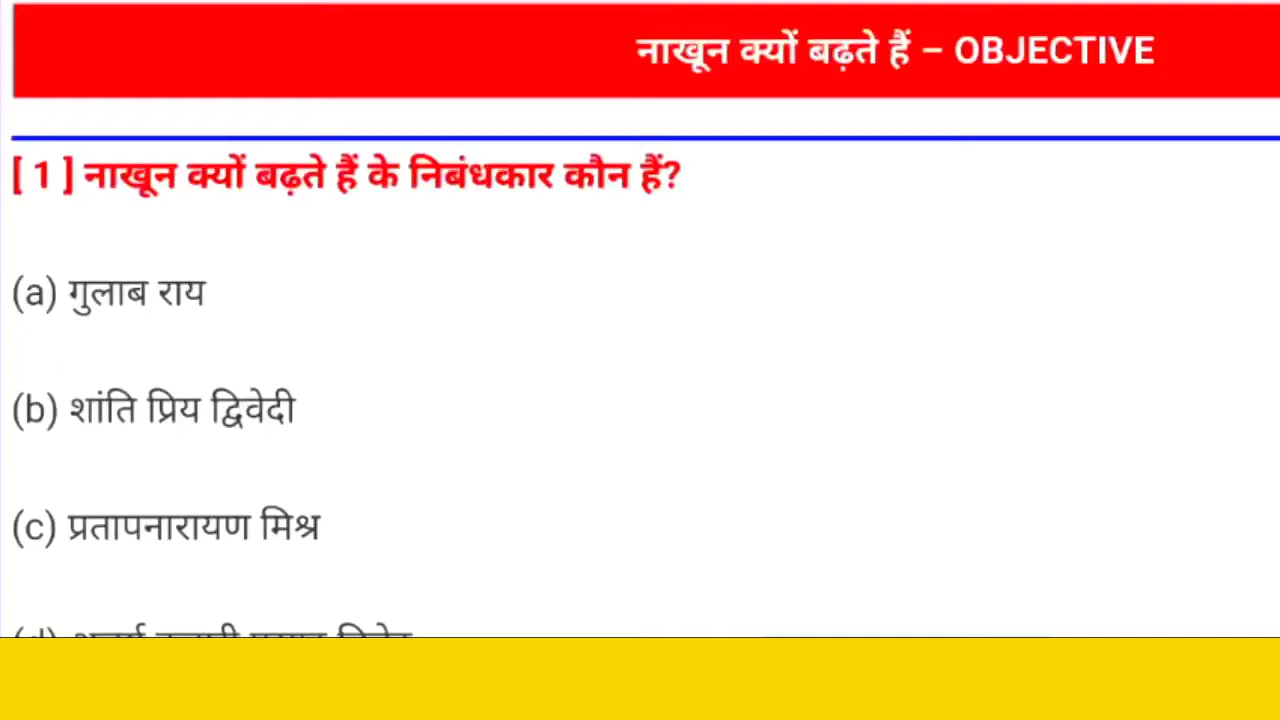 नाखून क्यों बढ़ते हैं – OBJECTIVE
[ 1 ] नाखून क्यों बढ़ते हैं के निबंधकार कौन हैं?
(a) गुलाब राय
(b) शांति प्रिय द्विवेदी
(c) प्रतापनारायण मिश्र
(d)